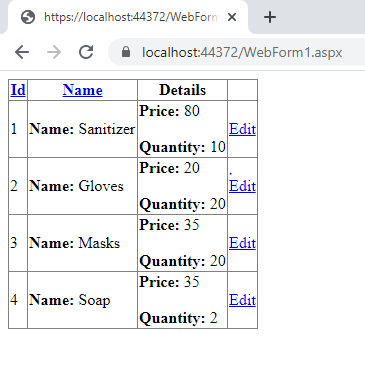 https://localhost:44372/WebForm
localhost:44372/WebForm1.aspx
Id Name Details
1 Name: Sanitizer Price: 80 Quantity: 10 Edit
2 Name: Gloves Price: 20 Quantity: 20 . Edit
3 Name: Masks Price: 35 Quantity: 20 Edit
4 Name: Soap Price: 35 Quantity: 2 Edit